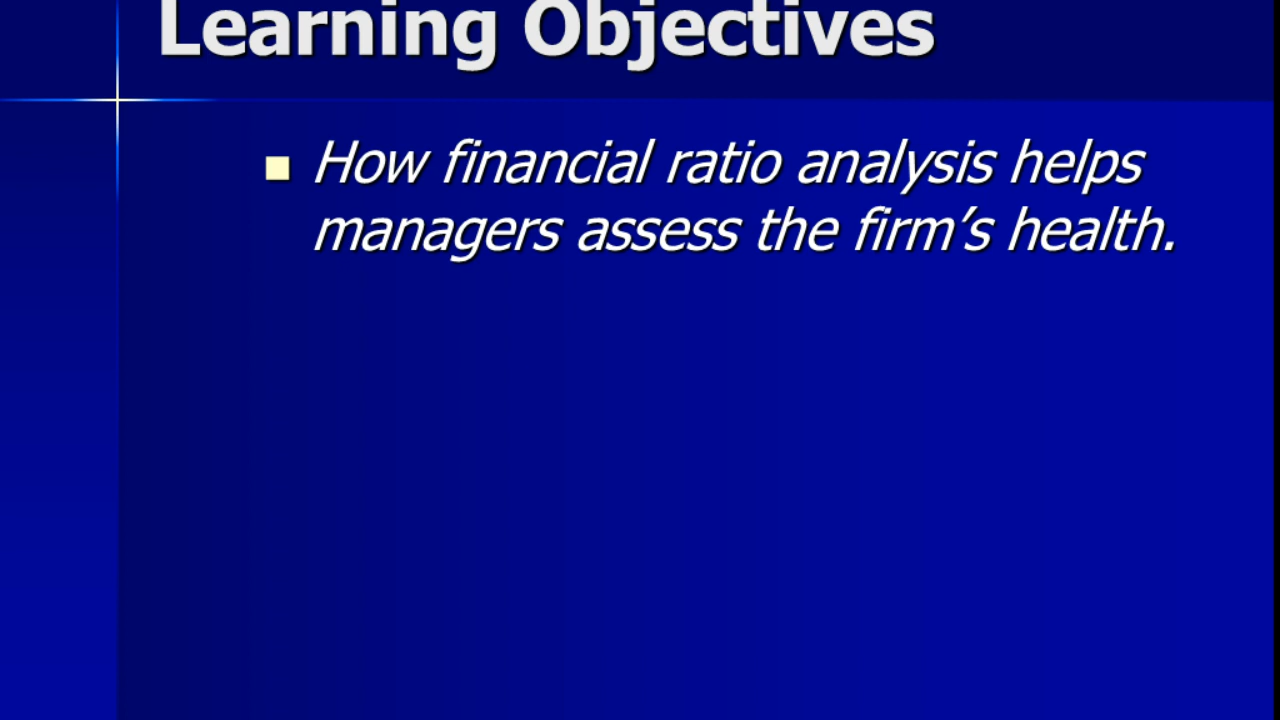 Learning Objectives
How financial ratio analysis helps
managers assess the firm’s health.